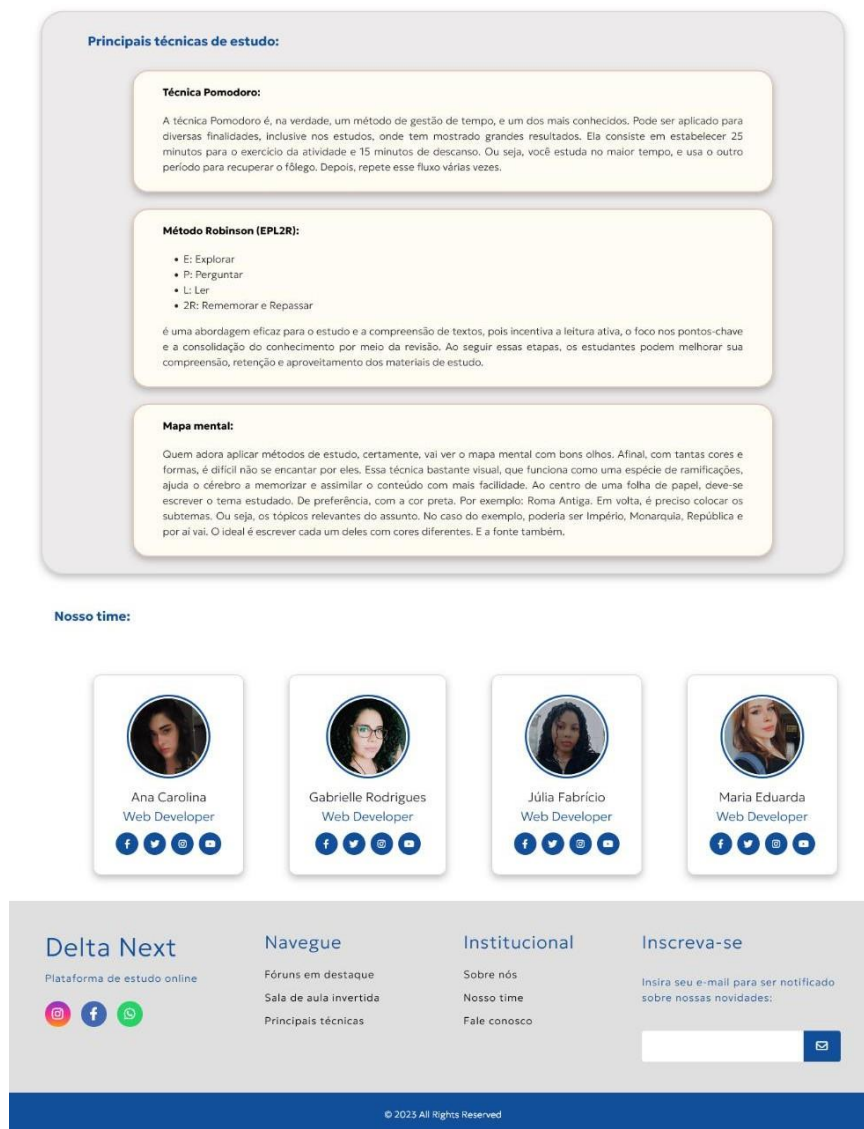 Principais técnicas de estudo:
Técnica Pomodoro:
A técnica Pomodoro é, na verdade, um método de gestão de tempo, e um dos mais conhecidos. Pode ser aplicado para
diversas finalidades, inclusive nos estudos, onde tem mostrado grandes resultados. Ela consiste em estabelecer 25
minutos para o exercício da atividade e 15 minutos de descanso. Ou seja, você estuda no maior tempo, e usa o outro
período para recuperar o fôlego. Depois, repete esse fluxo várias vezes.
Método Robinson (EPL2R):
• E: Explorar
• P: Perguntar
• L: Ler
• 2R: Rememorar e Repassar
é uma abordagem eficaz para o estudo e a compreensão de textos, pois incentiva a leitura ativa, o foco nos pontos-chave
e a consolidação do conhecimento por meio da revisão. Ao seguir essas etapas, os estudantes podem melhorar sua
compreensão, retenção e aproveitamento dos materiais de estudo.
Mapa mental:
Quem adora aplicar métodos de estudo, certamente, vai ver o mapa mental com bons olhos. Afinal, com tantas cores e
formas, é difícil não se encantar por eles. Essa técnica bastante visual, que funciona como uma espécie de ramificações,
ajuda o cérebro a memorizar e assimilar o conteúdo com mais facilidade. Ao centro de uma folha de papel, deve-se
escrever o tema estudado. De preferência, com a cor preta. Por exemplo: Roma Antiga. Em volta, é preciso colocar os
subtemas. Ou seja, os tópicos relevantes do assunto. No caso do exemplo, poderia ser Império, Monarquia, República e
por aí vai. O ideal é escrever cada um deles com cores diferentes. E a fonte também.
Nosso time:
Ana Carolina
Web Developer
Gabrielle Rodrigues
Web Developer
Júlia Fabrício
Web Developer
Maria Eduarda
Web Developer
Delta Next
Plataforma de estudo online
Navegue
Fóruns em destaque
Sala de aula invertida
Principais técnicas
Institucional
Sobre nós
Nosso time
Fale conosco
Inscreva-se
Insira seu e-mail para ser notificado
sobre nossas novidades:
© 2023 All Rights Reserved